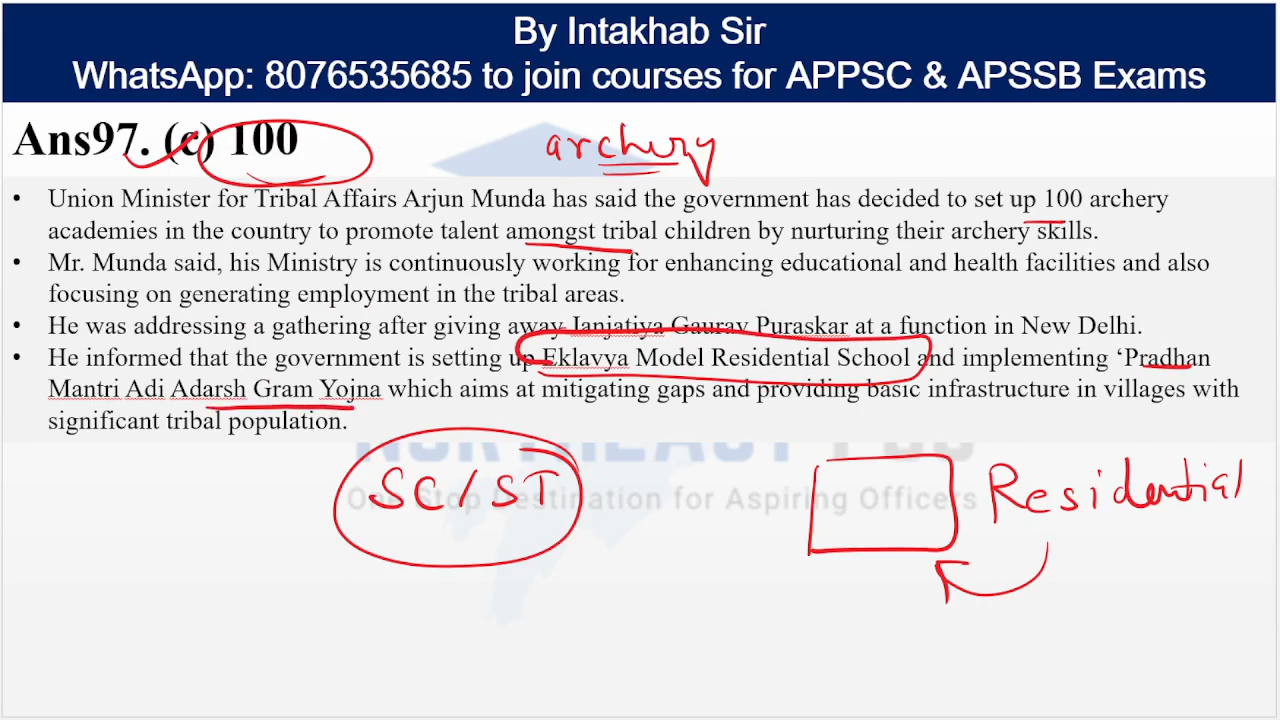 By Intakhab Sir
WhatsApp: 8076535685 to join courses for APPSC & APSSB Exams
Ans97. (c) 100
archery
• Union Minister for Tribal Affairs Arjun Munda has said the government has decided to set up 100 archery
academies in the country to promote talent amongst tribal children by nurturing their archery skills.
• Mr. Munda said, his Ministry is continuously working for enhancing educational and health facilities and also
focusing on generating employment in the tribal areas.
• He was addressing a gathering after giving away Janjatiya Gaurav Puraskar at a function in New Delhi.
• He informed that the government is setting up Eklavya Model Residential School and implementing ‘Pradhan
Mantri Adi Adarsh Gram Yojna which aims at mitigating gaps and providing basic infrastructure in villages with
significant tribal population.
SC/ST
Residential
One Stop Destination for Aspiring Officers